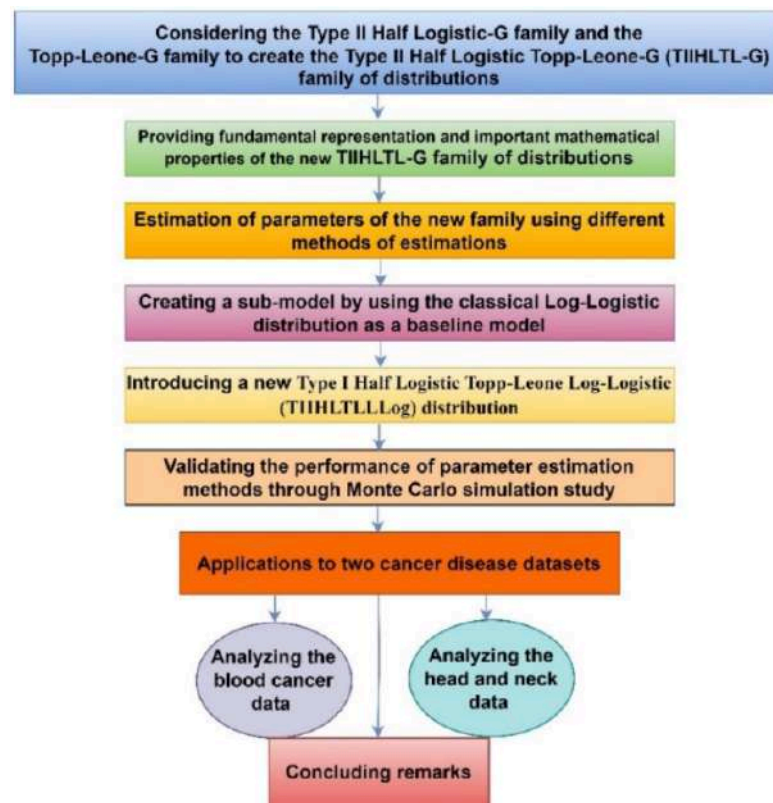 Considering the Type II Half Logistic-G family and the
Topp-Leone-G family to create the Type II Half Logistic Topp-Leone-G (TIIHLTL-G)
family of distributions
Providing fundamental representation and important mathematical
properties of the new TIIHLTL-G family of distributions
Estimation of parameters of the new family using different
methods of estimations
Creating a sub-model by using the classical Log-Logistic
distribution as a baseline model
Introducing a new Type I Half Logistic Topp-Leone Log-Logistic
(TIIHLTLLLog) distribution
Validating the performance of parameter estimation
methods through Monte Carlo simulation study
Applications to two cancer disease datasets
Analyzing the
blood cancer
data
Analyzing the
head and neck
data
Concluding remarks